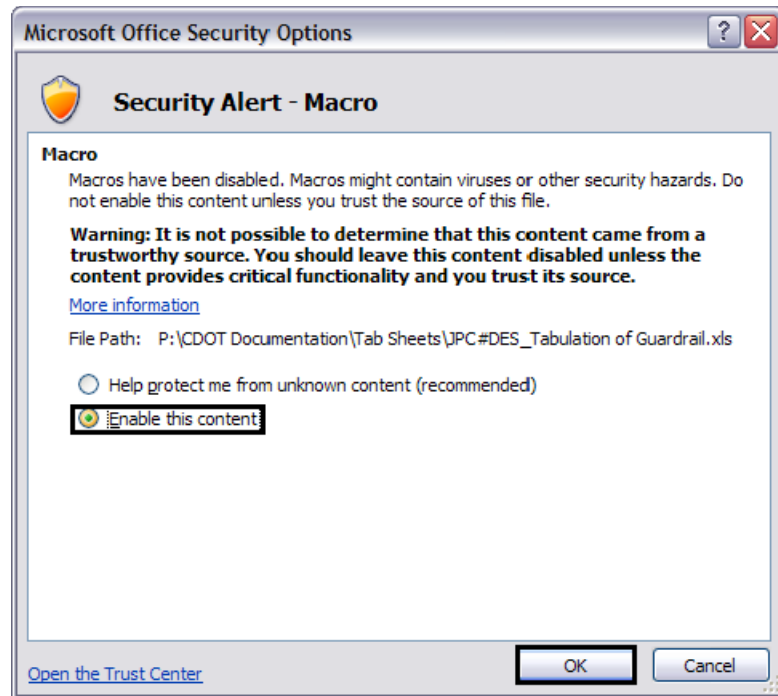 Microsoft Office Security Options
Security Alert - Macro
Macro
Macros have been disabled. Macros might contain viruses or other security hazards. Do
not enable this content unless you trust the source of this file.
Warning: It is not possible to determine that this content came from a
trustworthy source. You should leave this content disabled unless the
content provides critical functionality and you trust its source.
More information
File Path: P:\CDOT Documentation\Tab Sheets\JPC#DES_Tabulation of Guardrail.xls
Help protect me from unknown content (recommended)
Enable this content
Open the Trust Center
OK
Cancel